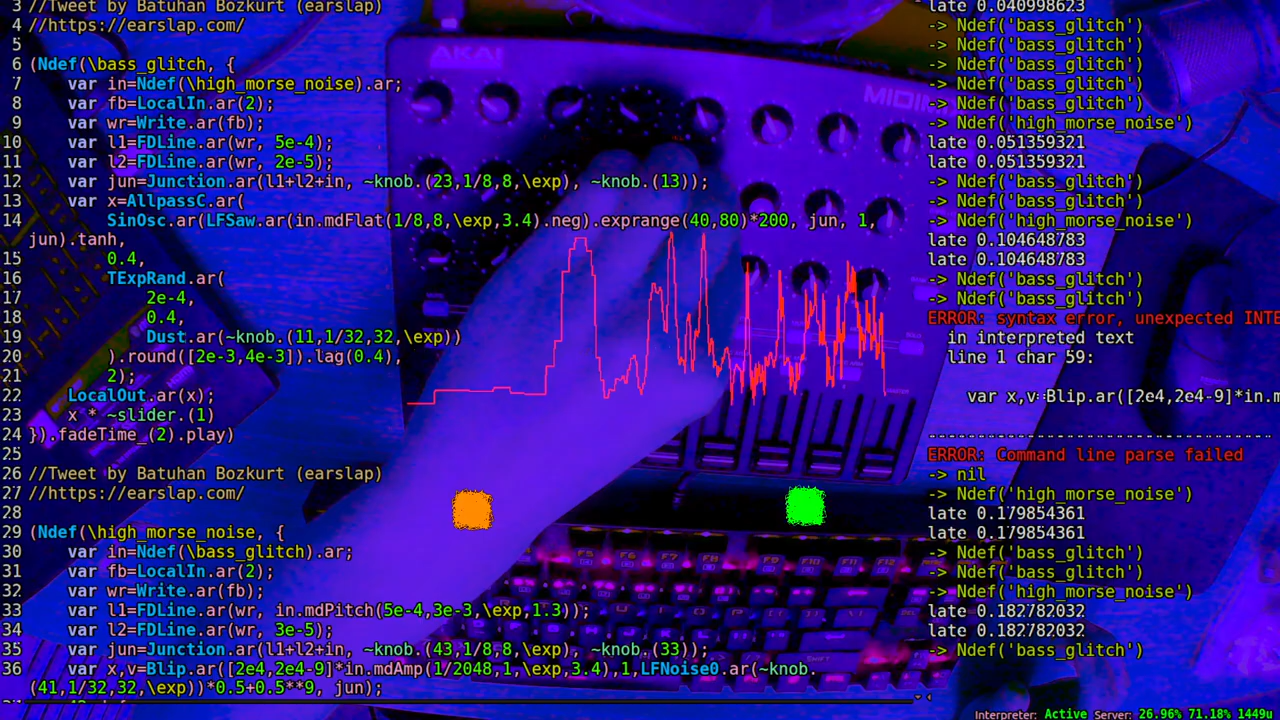 3 //Tweet by Batuhan Bozkurt (earslap)
4 //https://earslap.com/
5
6 (Ndef(\bass_glitch, {
7 var in=Ndef(\high_morse_noise).ar;
8 var fb=LocalIn.ar(2);
9 var wr=Write.ar(fb);
10 var l1=FDLine.ar(wr, 5e-4);
11 var l2=FDLine.ar(wr, 2e-5);
12 var jun=Junction.ar(l1+l2+in, ~knob.(23,1/8,8,\exp), ~knob.(13));
13 var x=AllpassC.ar(
14 SinOsc.ar(LFSaw.ar(in.mdFlat(1/8,8,\exp,3.4).neg).exprange(40,80)*200, jun, 1,
jun).tanh,
15 0.4,
16 TExpRand.ar(
17 2e-4,
18 0.4,
19 Dust.ar(~knob.(11,1/32,32,\exp))
20 ).round([2e-3,4e-3]).lag(0.4),
21 2);
22 LocalOut.ar(x);
23 x * ~slider.(1)
24 }).fadeTime_(2).play)
25
26 //Tweet by Batuhan Bozkurt (earslap)
27 //https://earslap.com/
28
29 (Ndef(\high_morse_noise, {
30 var in=Ndef(\bass_glitch).ar;
31 var fb=LocalIn.ar(2);
32 var wr=Write.ar(fb);
33 var l1=FDLine.ar(wr, in.mdPitch(5e-4,3e-3,\exp,1.3));
34 var l2=FDLine.ar(wr, 3e-5);
35 var jun=Junction.ar(l1+l2+in, ~knob.(43,1/8,8,\exp), ~knob.(33));
36 var x,v=Blip.ar([2e4,2e4-9]*in.mdAmp(1/2048,1,\exp,3.4),1,LFNoise0.ar(~knob.
(41,1/32,32,\exp))*0.5+0.5**9, jun);
late 0.040998623
-> Ndef('bass_glitch')
-> Ndef('bass_glitch')
-> Ndef('bass_glitch')
-> Ndef('bass_glitch')
-> Ndef('bass_glitch')
-> Ndef('high_morse_noise')
late 0.051359321
late 0.051359321
-> Ndef('bass_glitch')
-> Ndef('bass_glitch')
-> Ndef('high_morse_noise')
late 0.104648783
late 0.104648783
-> Ndef('bass_glitch')
-> Ndef('bass_glitch')
ERROR: syntax error, unexpected INTE
in interpreted text
line 1 char 59:
var x,v=Blip.ar([2e4,2e4-9]*in.m
-----------------------------------
ERROR: Command line parse failed
-> nil
-> Ndef('high_morse_noise')
late 0.179854361
late 0.179854361
-> Ndef('bass_glitch')
-> Ndef('bass_glitch')
-> Ndef('high_morse_noise')
late 0.182782032
late 0.182782032
-> Ndef('bass_glitch')
Interpreter: Active Server: 26.96% 71.18% 1449u
AKAI
MIDI
F5 F6 F7 F8 F9 F10 F11 F12